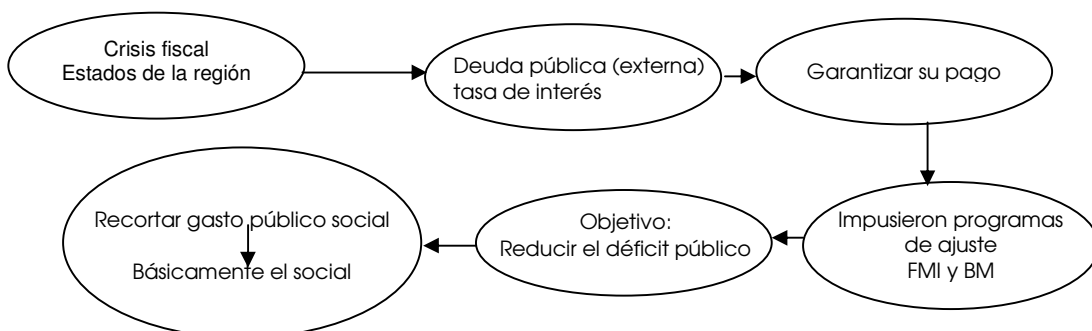 Crisis fiscal
Estados de la región
Deuda pública (externa)
tasa de interés
Garantizar su pago
Impusieron programas
de ajuste
FMI y BM
Objetivo:
Reducir el déficit público
Recortar gasto público social
Básicamente el social